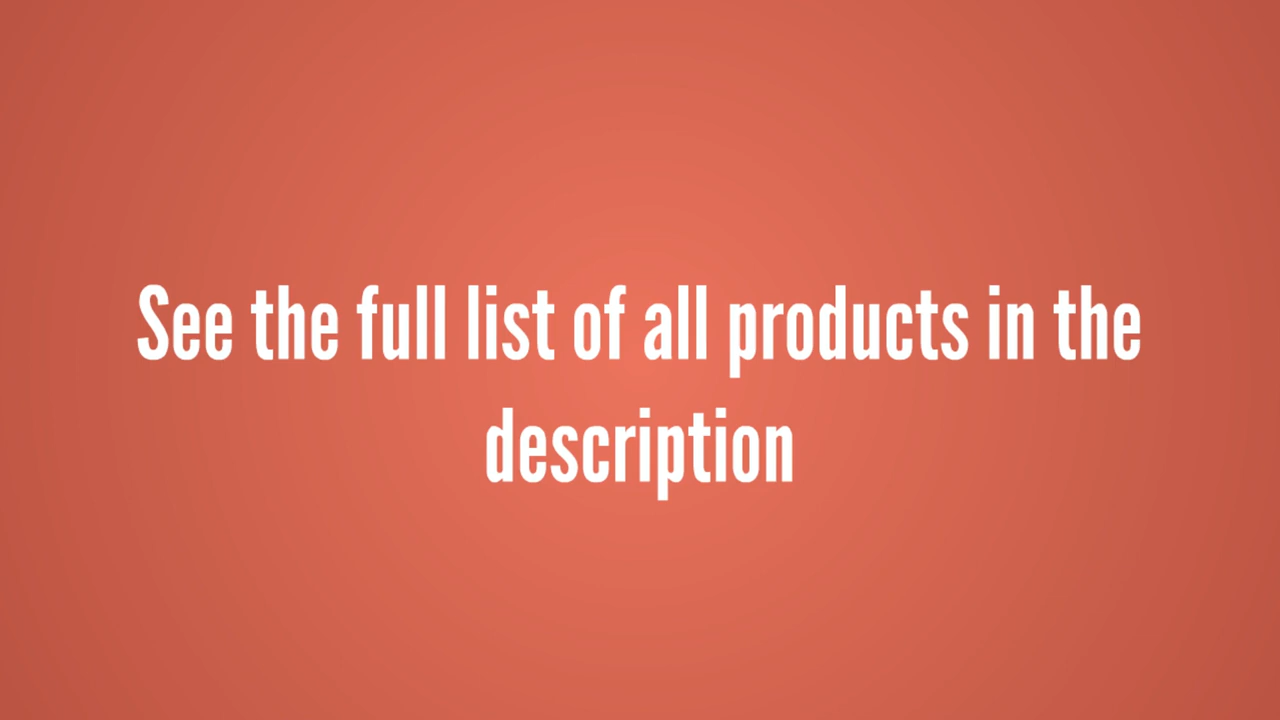 See the full list of all products in the
description